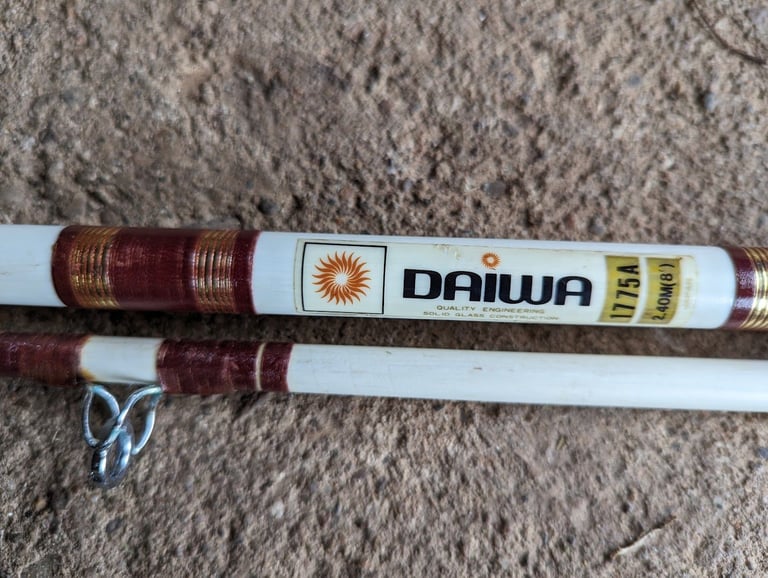 DAIWA
QUALITY ENGINEERING
SOLID GLASS CONSTRUCTION
1775A
2.40M(8')